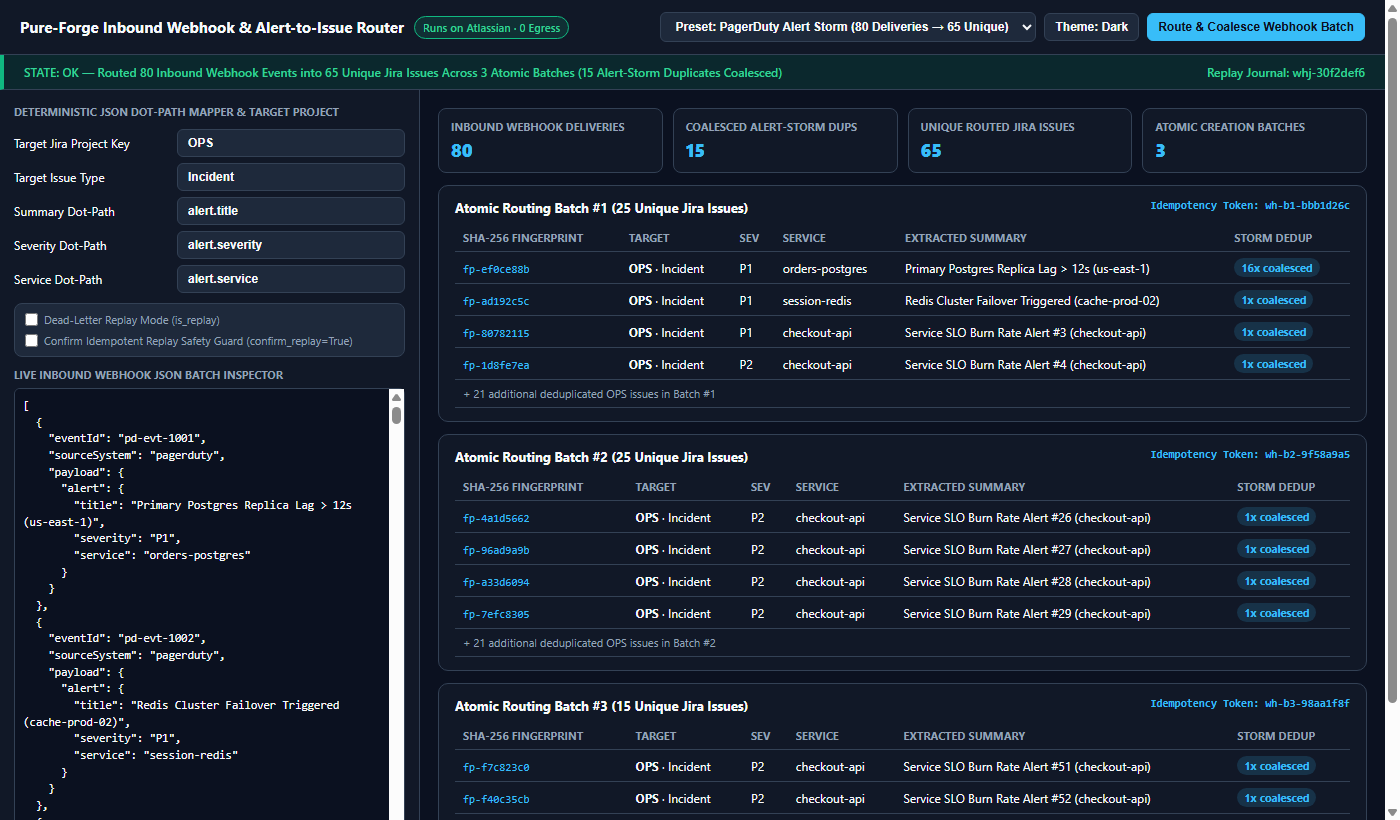 Pure-Forge Inbound Webhook & Alert-to-Issue Router
Runs on Atlassian · 0 Egress
Preset: PagerDuty Alert Storm (80 Deliveries → 65 Unique)
Theme: Dark
Route & Coalesce Webhook Batch
STATE: OK — Routed 80 Inbound Webhook Events into 65 Unique Jira Issues Across 3 Atomic Batches (15 Alert-Storm Duplicates Coalesced)
Replay Journal: whj-30f2def6
DETERMINISTIC JSON DOT-PATH MAPPER & TARGET PROJECT
Target Jira Project Key
OPS
Target Issue Type
Incident
Summary Dot-Path
alert.title
Severity Dot-Path
alert.severity
Service Dot-Path
alert.service
Dead-Letter Replay Mode (is_replay)
Confirm Idempotent Replay Safety Guard (confirm_replay=True)
LIVE INBOUND WEBHOOK JSON BATCH INSPECTOR
[
{
"eventId": "pd-evt-1001",
"sourceSystem": "pagerduty",
"payload": {
"alert": {
"title": "Primary Postgres Replica Lag > 12s
(us-east-1)",
"severity": "P1",
"service": "orders-postgres"
}
}
},
{
"eventId": "pd-evt-1002",
"sourceSystem": "pagerduty",
"payload": {
"alert": {
"title": "Redis Cluster Failover Triggered
(cache-prod-02)",
"severity": "P1",
"service": "session-redis"
}
}
},
INBOUND WEBHOOK DELIVERIES
80
COALESCED ALERT-STORM DUPS
15
UNIQUE ROUTED JIRA ISSUES
65
ATOMIC CREATION BATCHES
3
Atomic Routing Batch #1 (25 Unique Jira Issues)
Idempotency Token: wh-b1-bbb1d26c
SHA-256 FINGERPRINT TARGET SEV SERVICE EXTRACTED SUMMARY STORM DEDUP
fp-ef0ce88b OPS · Incident P1 orders-postgres Primary Postgres Replica Lag > 12s (us-east-1) 16x coalesced
fp-ad192c5c OPS · Incident P1 session-redis Redis Cluster Failover Triggered (cache-prod-02) 1x coalesced
fp-80782115 OPS · Incident P1 checkout-api Service SLO Burn Rate Alert #3 (checkout-api) 1x coalesced
fp-1d8fe7ea OPS · Incident P2 checkout-api Service SLO Burn Rate Alert #4 (checkout-api) 1x coalesced
+ 21 additional deduplicated OPS issues in Batch #1
Atomic Routing Batch #2 (25 Unique Jira Issues)
Idempotency Token: wh-b2-9f58a9a5
SHA-256 FINGERPRINT TARGET SEV SERVICE EXTRACTED SUMMARY STORM DEDUP
fp-4a1d5662 OPS · Incident P2 checkout-api Service SLO Burn Rate Alert #26 (checkout-api) 1x coalesced
fp-96ad9a9b OPS · Incident P2 checkout-api Service SLO Burn Rate Alert #27 (checkout-api) 1x coalesced
fp-a33d6094 OPS · Incident P2 checkout-api Service SLO Burn Rate Alert #28 (checkout-api) 1x coalesced
fp-7efc8305 OPS · Incident P2 checkout-api Service SLO Burn Rate Alert #29 (checkout-api) 1x coalesced
+ 21 additional deduplicated OPS issues in Batch #2
Atomic Routing Batch #3 (15 Unique Jira Issues)
Idempotency Token: wh-b3-98aa1f8f
SHA-256 FINGERPRINT TARGET SEV SERVICE EXTRACTED SUMMARY STORM DEDUP
fp-f7c823c0 OPS · Incident P2 checkout-api Service SLO Burn Rate Alert #51 (checkout-api) 1x coalesced
fp-f40c35cb OPS · Incident P2 checkout-api Service SLO Burn Rate Alert #52 (checkout-api) 1x coalesced